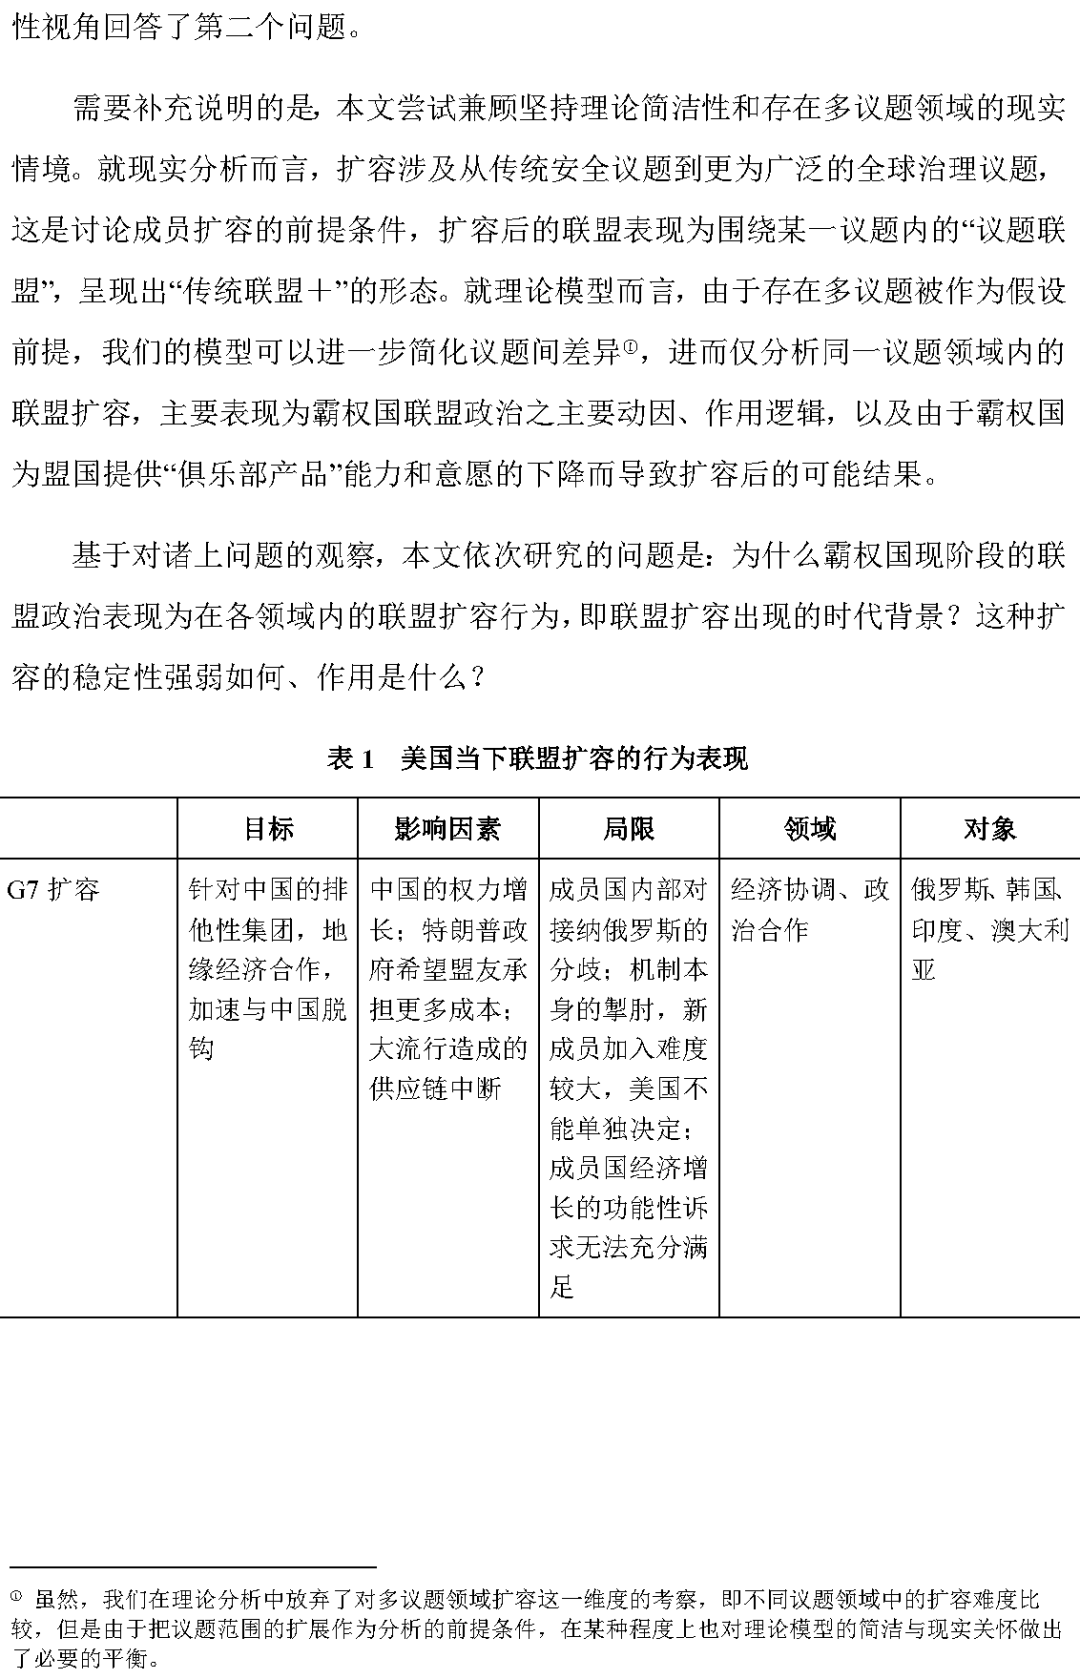 性视角回答了第二个问题。
需要补充说明的是，本文尝试兼顾坚持理论简洁性和存在多议题领域的现实
情境。就现实分析而言，扩容涉及从传统安全议题到更为广泛的全球治理议题，
这是讨论成员扩容的前提条件，扩容后的联盟表现为围绕某一议题内的“议题联
盟”，呈现出“传统联盟＋”的形态。就理论模型而言，由于存在多议题被作为假设
前提，我们的模型可以进一步简化议题间差异①，进而仅分析同一议题领域内的
联盟扩容，主要表现为霸权国联盟政治之主要动因、作用逻辑，以及由于霸权国
为盟国提供“俱乐部产品”能力和意愿的下降而导致扩容后的可能结果。
基于对诸上问题的观察，本文依次研究的问题是：为什么霸权国现阶段的联
盟政治表现为在各领域内的联盟扩容行为，即联盟扩容出现的时代背景？这种扩
容的稳定性强弱如何、作用是什么？
表 1　美国当下联盟扩容的行为表现
目标
影响因素
局限
领域
对象
G7 扩容
针对中国的排
他性集团，地
缘经济合作，
加速与中国脱
钩
中国的权力增
长；特朗普政
府希望盟友承
担更多成本；
大流行造成的
供应链中断
成员国内部对
接纳俄罗斯的
分歧；机制本
身的掣肘，新
成员加入难度
较大，美国不
能单独决定；
成员国经济增
长的功能性诉
求无法充分满
足
经济协调、政
治合作
俄罗斯、韩国、
印度、澳大利
亚
① 虽然，我们在理论分析中放弃了对多议题领域扩容这一维度的考察，即不同议题领域中的扩容难度比
较，但是由于把议题范围的扩展作为分析的前提条件，在某种程度上也对理论模型的简洁与现实关怀做出
了必要的平衡。